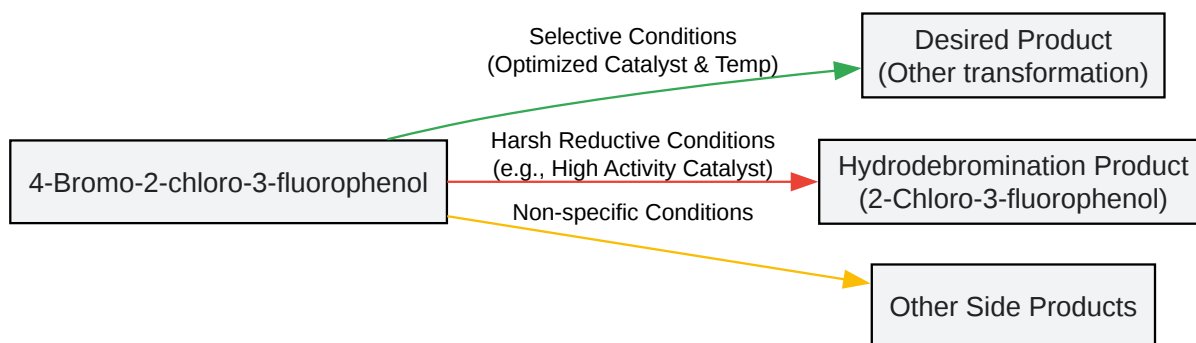 Selective Conditions
(Optimized Catalyst & Temp)
Desired Product
(Other transformation)
4-Bromo-2-chloro-3-fluorophenol
Harsh Reductive Conditions
(e.g., High Activity Catalyst)
Hydrodebromination Product
(2-Chloro-3-fluorophenol)
Non-specific Conditions
Other Side Products